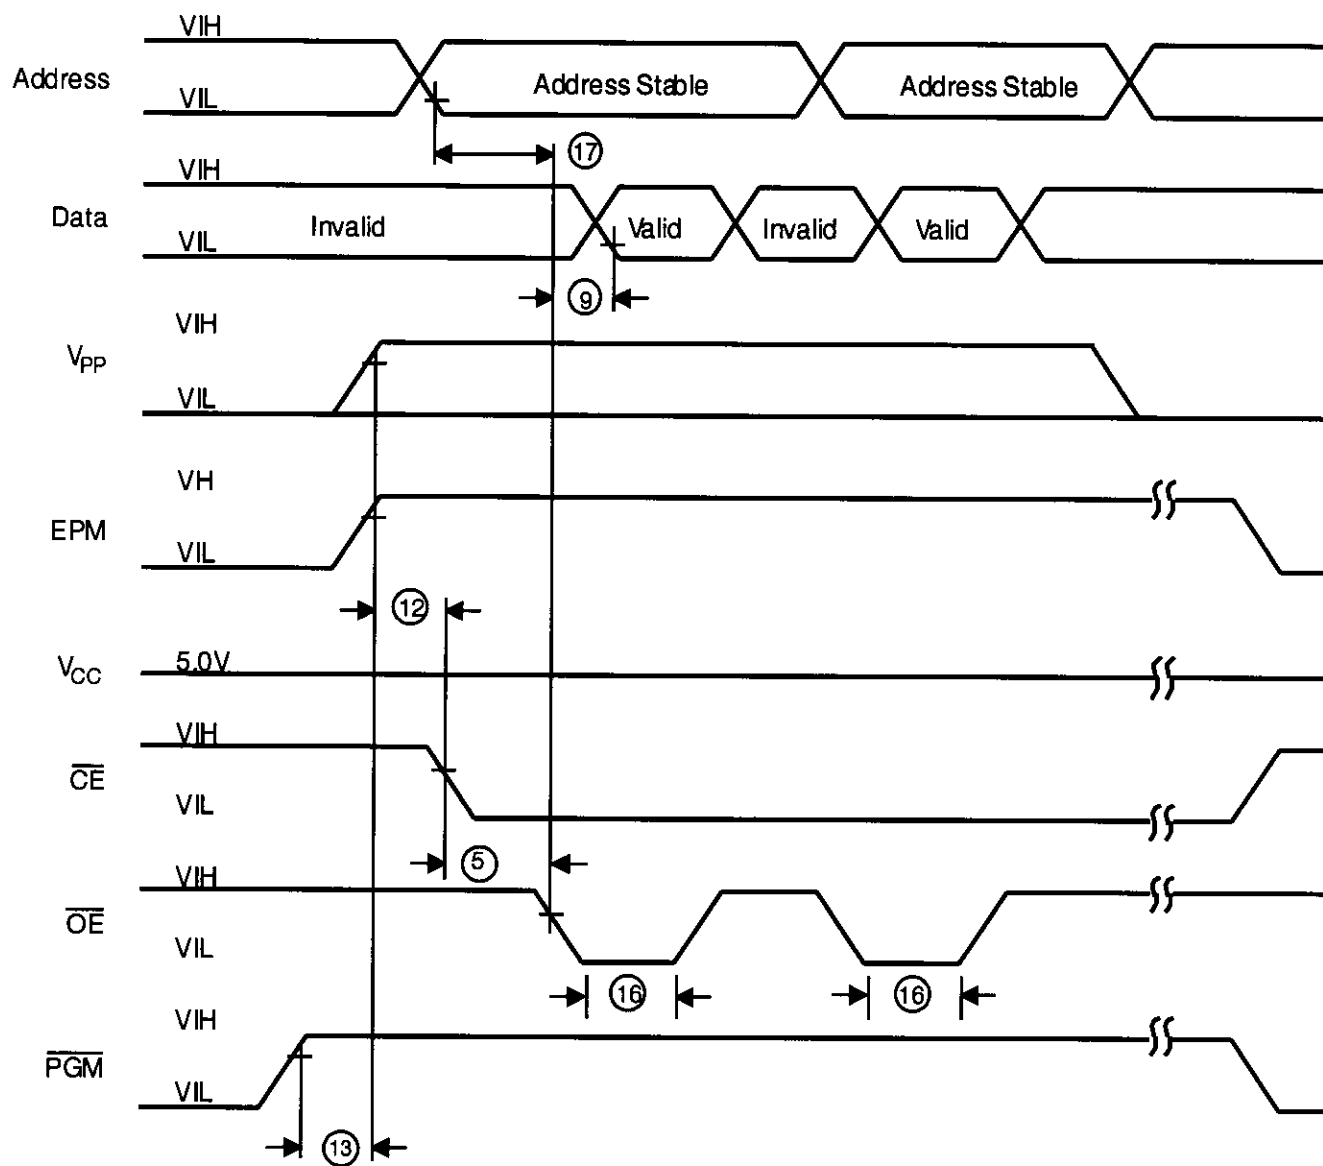 VIH
Address
VIL
Address Stable
Address Stable
17
VIH
Data
VIL
Invalid
Valid
Invalid
Valid
9
VIH
VPP
VIL
VH
EPM
VIL
12
VCC
5.0V
VIH
CE
VIL
5
VIH
OE
VIL
16
16
VIH
PGM
VIL
13